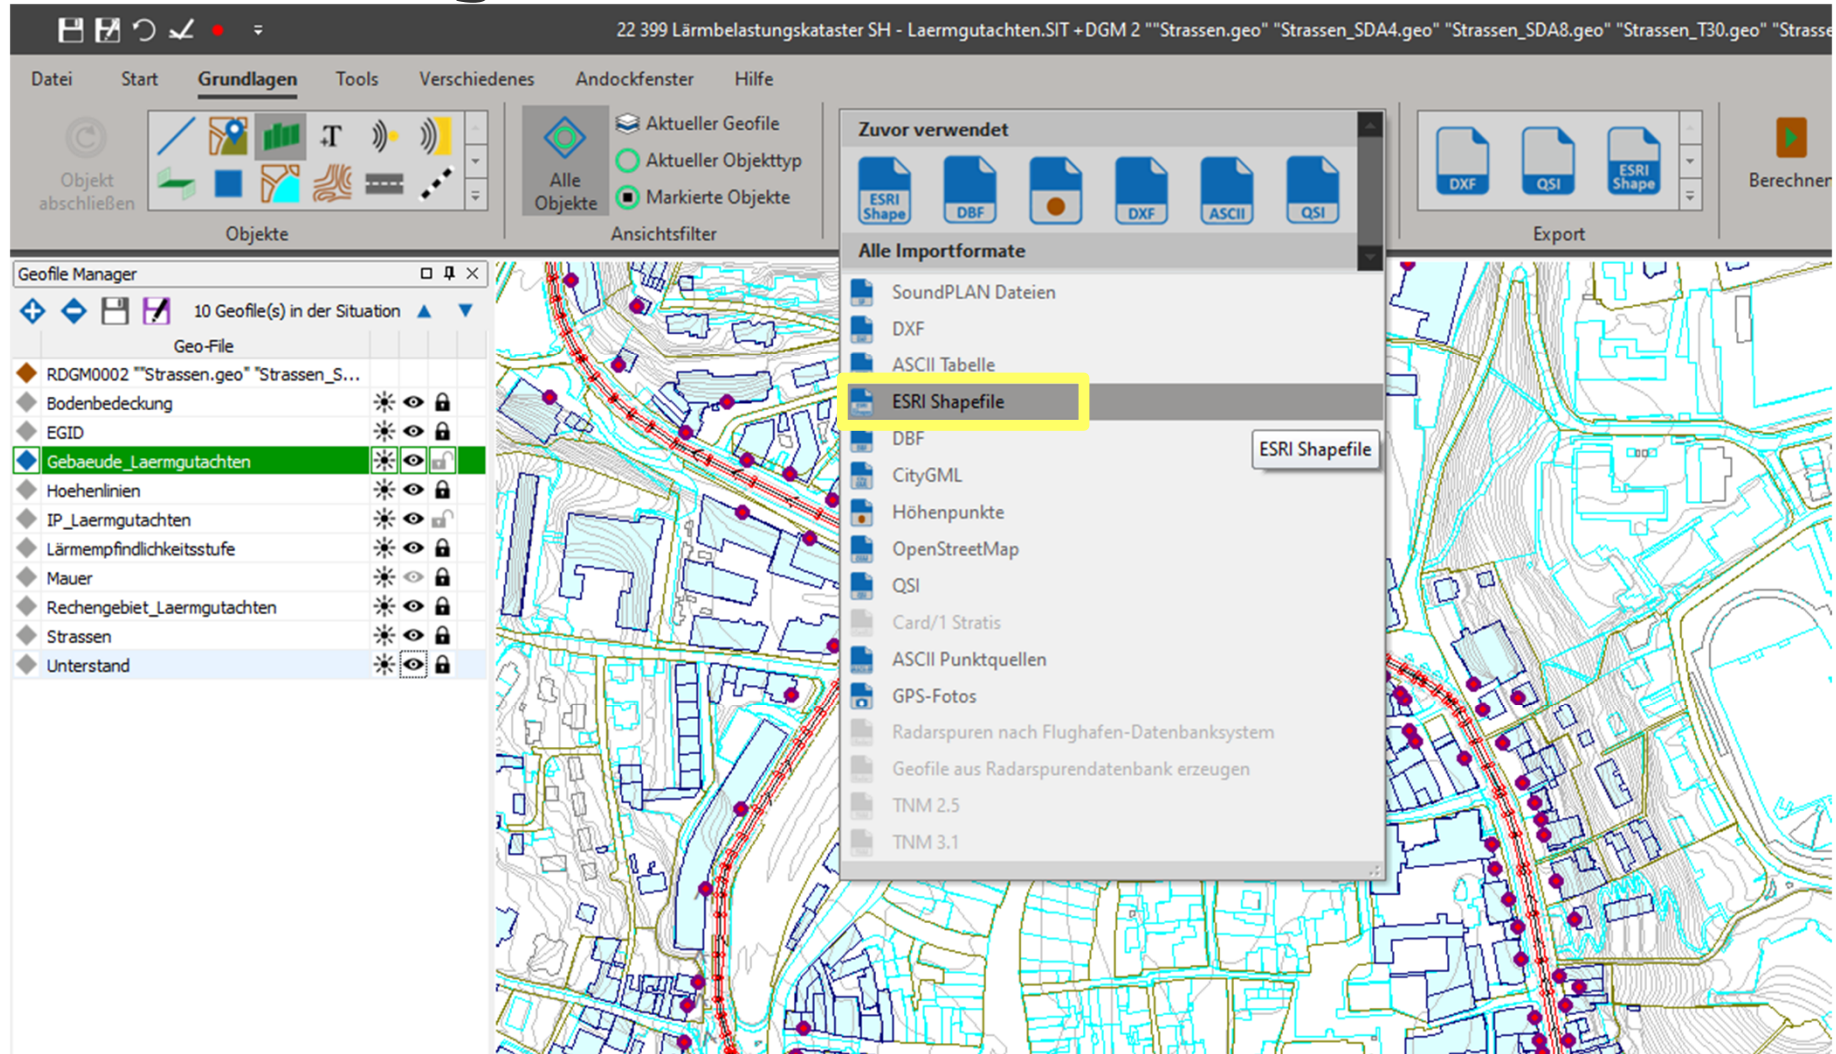 22 399 Lärmbelastungskataster SH - Laermgutachten.SIT + DGM 2 ""Strassen.geo" "Strassen_SDA4.geo" "Strassen_SDA8.geo" "Strassen_T30.geo" "Strasse
Datei Start Grundlagen Tools Verschiedenes Andockfenster Hilfe
Objekt abschließen
Objekte
Alle Objekte
Aktueller Geofile
Aktueller Objekttyp
Markierte Objekte
Ansichtsfilter
Zuvor verwendet
ESRI Shape DBF DXF ASCII QSI
Alle Importformate
SoundPLAN Dateien
DXF
ASCII Tabelle
ESRI Shapefile
DBF
ESRI Shapefile
CityGML
Höhenpunkte
OpenStreetMap
QSI
Card/1 Stratis
ASCII Punktquellen
GPS-Fotos
Radarspuren nach Flughafen-Datenbanksystem
Geofile aus Radarspurendatenbank erzeugen
TNM 2.5
TNM 3.1
DXF QSI ESRI Shape
Export
Berechnen
Geofile Manager
10 Geofile(s) in der Situation
Geo-File
RDGM0002 ""Strassen.geo" "Strassen_S...
Bodenbedeckung
EGID
Gebaeude_Laermgutachten
Hoehenlinien
IP_Laermgutachten
Lärmempfindlichkeitsstufe
Mauer
Rechengebiet_Laermgutachten
Strassen
Unterstand